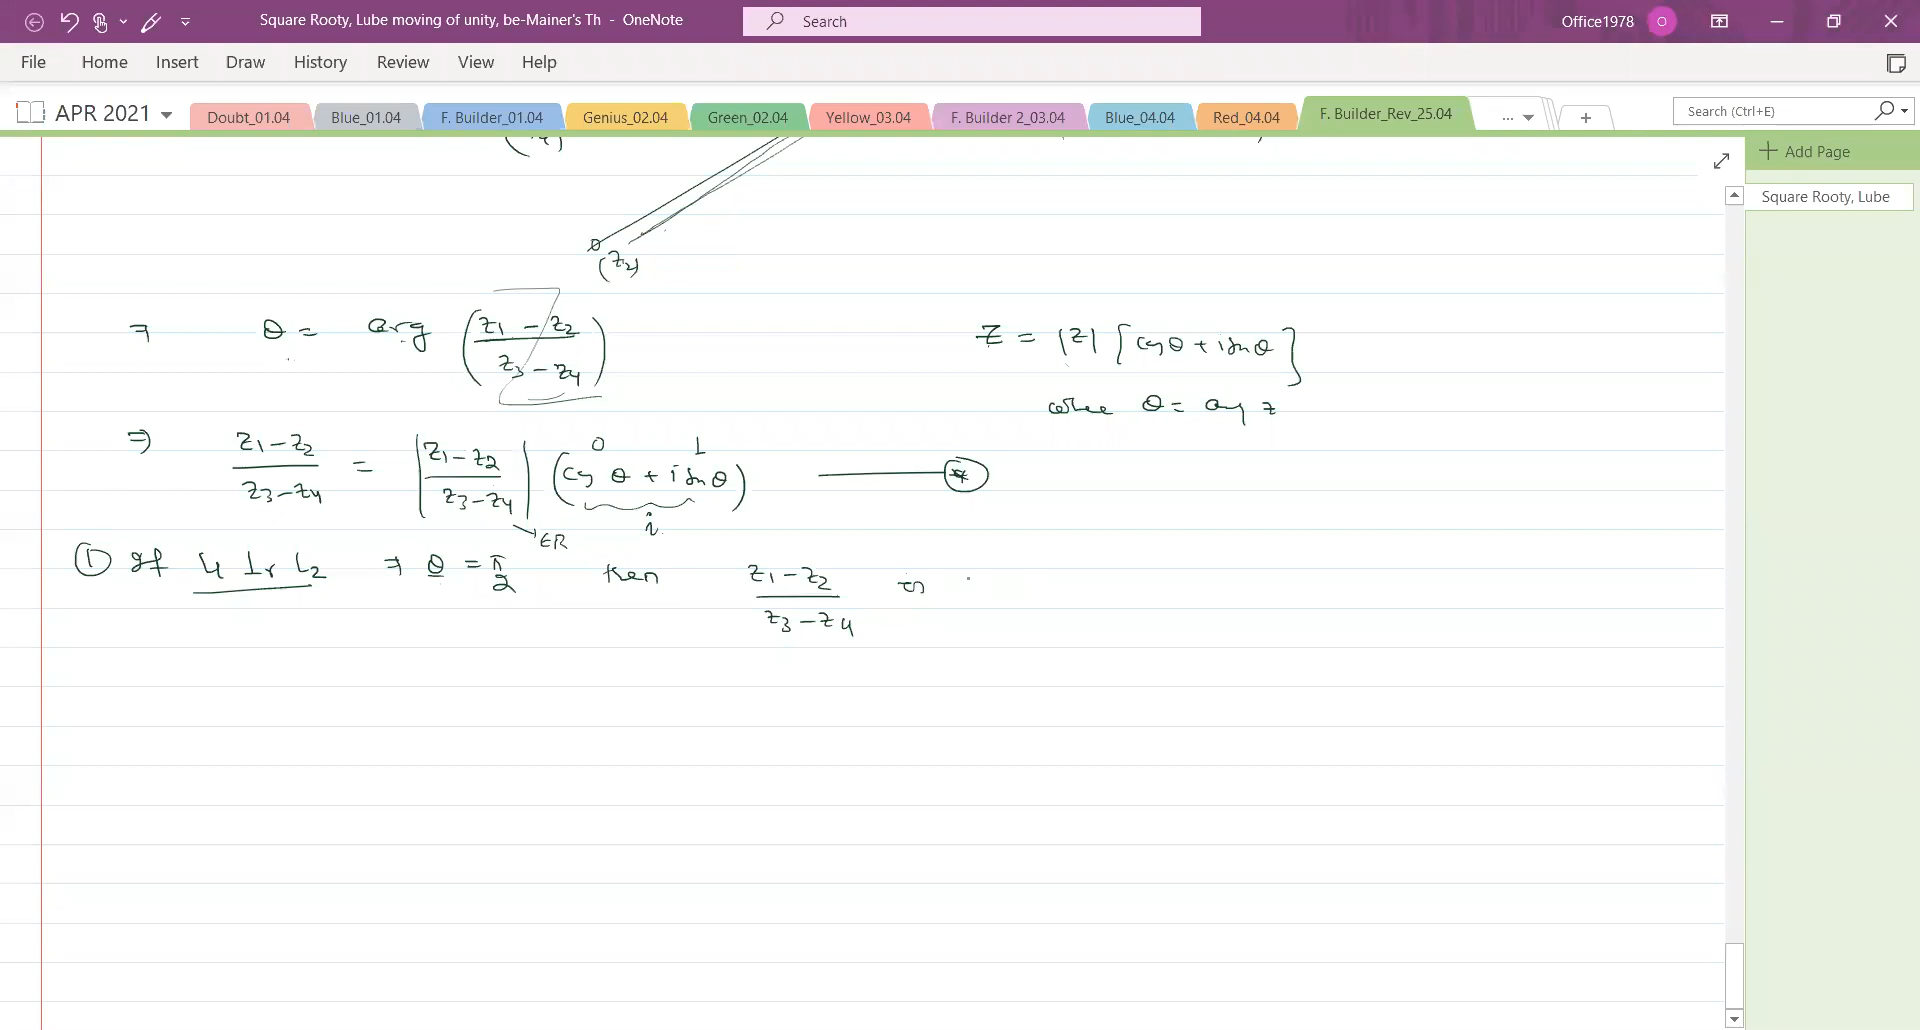 Square Rooty, Lube moving of unity, be-Mainer's Th - OneNote
Search
Office1978
O
File Home Insert Draw History Review View Help
APR 2021
Doubt_01.04 Blue_01.04 F. Builder_01.04 Genius_02.04 Green_02.04 Yellow_03.04 F. Builder 2_03.04 Blue_04.04 Red_04.04 F. Builder_Rev_25.04 ... +
Search (Ctrl+E)
Add Page
Square Rooty, Lube
(z2)
⇒ θ = arg ((z1 - z2)/(z3 - z4))
z = |z| [cos θ + i sin θ]
where θ = arg z
⇒ (z1 - z2)/(z3 - z4) = |(z1 - z2)/(z3 - z4)| (cos θ + i sin θ) *
0 1
i
→ ∈R
① If L1 ⊥r L2 ⇒ θ = π/2 then (z1 - z2)/(z3 - z4) is